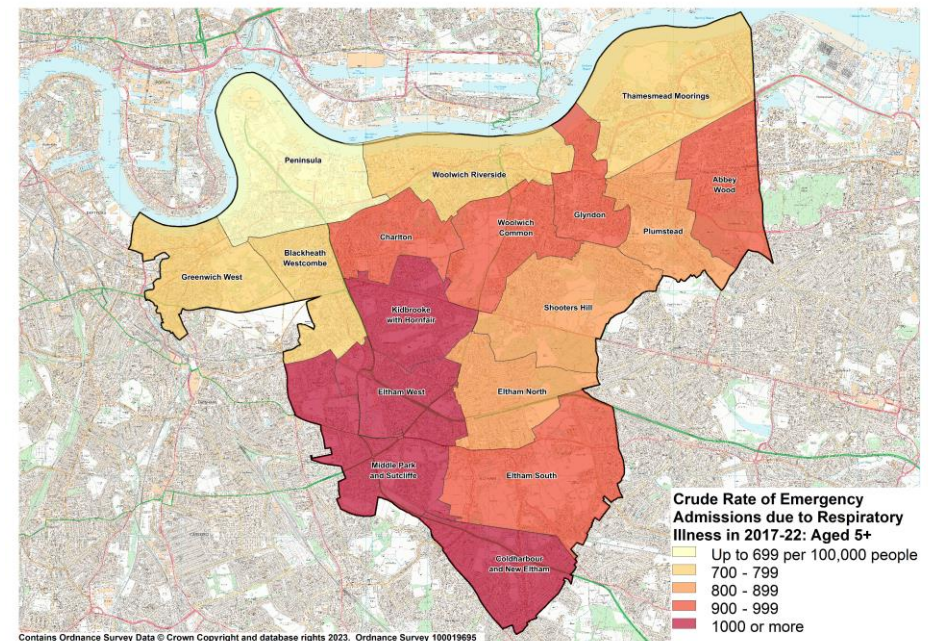 Thamesmead Moorings
Peninsula
Woolwich Riverside
Abbey
Wood
Glyndon
Woolwich
Common
Plumstead
Charlton
Blackheath
Westcombe
Greenwich West
Kidbrooke
with Hornfair
Shooters Hill
Eltham West
Eltham North
Middle Park
and Sutcliffe
Eltham South
Coldharbour
and New Eltham
Crude Rate of Emergency
Admissions due to Respiratory
Illness in 2017-22: Aged 5+
Up to 699 per 100,000 people
700 - 799
800 - 899
900 - 999
1000 or more
Contains Ordnance Survey Data © Crown Copyright and database rights 2023. Ordnance Survey 100019695